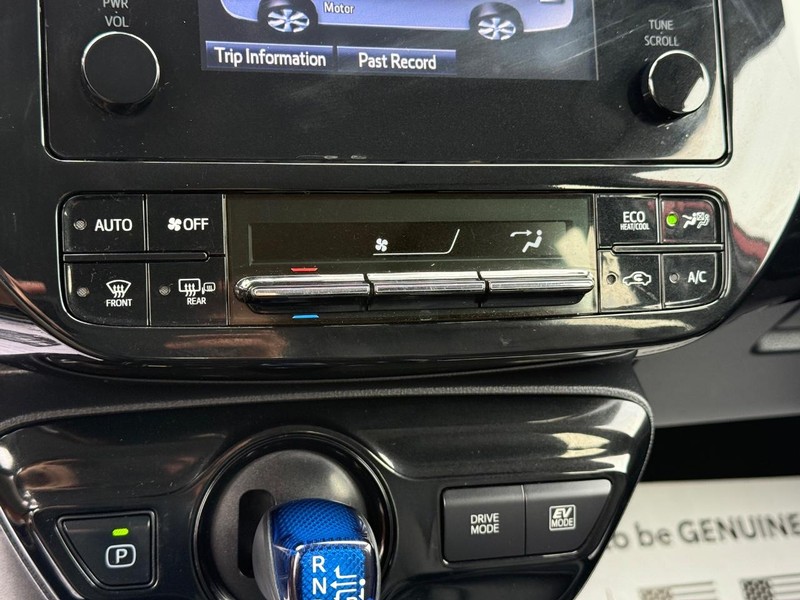 PWR
VOL
Motor
TUNE
SCROLL
Trip Information
Past Record
AUTO
OFF
ECO
HEAT/COOL
FRONT
REAR
A/C
P
R
N
DRIVE
MODE
EV
MODE
to be GENUINE